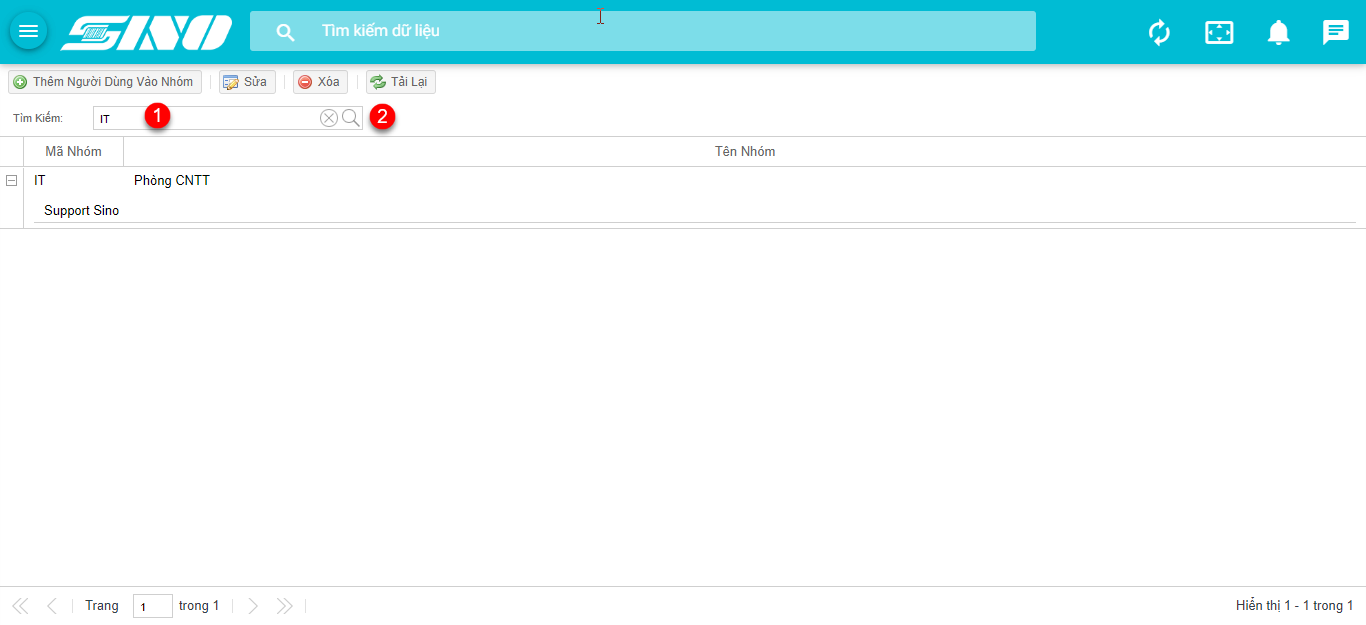 SINO Tìm kiếm dữ liệu
Thêm Người Dùng Vào Nhóm Sửa Xóa Tải Lại
Tìm Kiếm: IT 1 2
Mã Nhóm Tên Nhóm
IT Phòng CNTT
Support Sino
Trang 1 trong 1 Hiển thị 1 - 1 trong 1